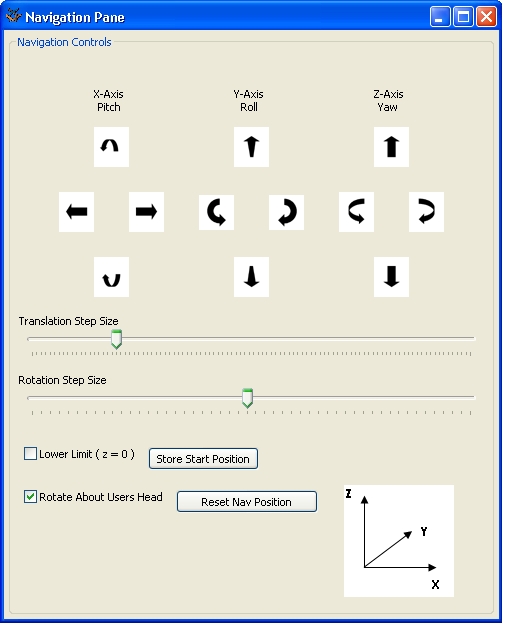 Navigation Pane
Navigation Controls
X-Axis
Pitch
Y-Axis
Roll
Z-Axis
Yaw
Translation Step Size
Rotation Step Size
Lower Limit ( z = 0 )
Store Start Position
Rotate About Users Head
Reset Nav Position
Z
Y
X